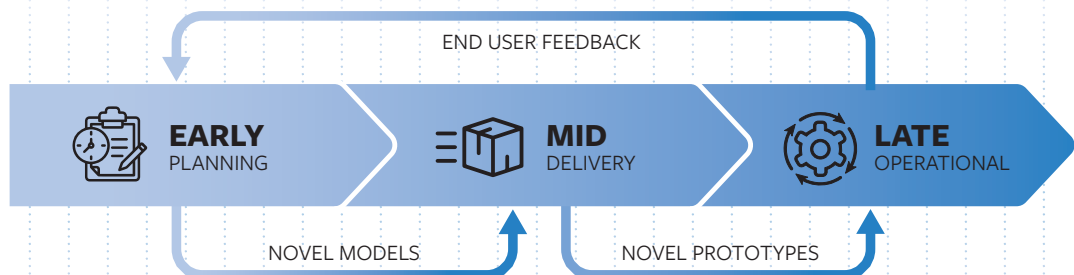 END USER FEEDBACK
EARLY
PLANNING
MID
DELIVERY
LATE
OPERATIONAL
NOVEL MODELS
NOVEL PROTOTYPES